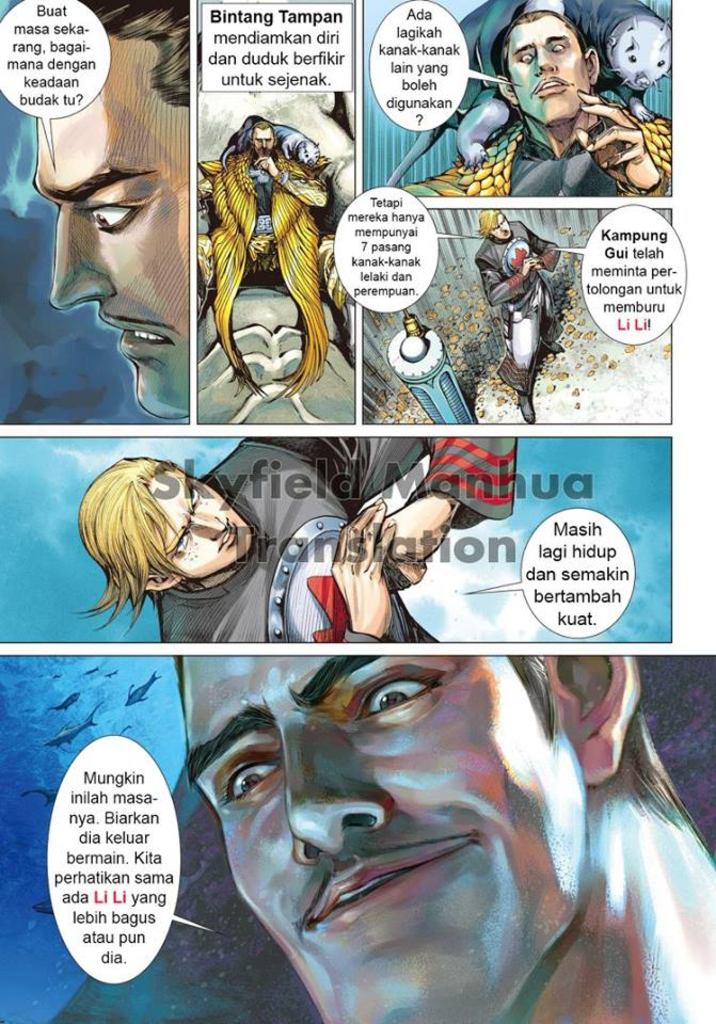 Buat
masa seka-
rang, bagai-
mana dengan
keadaan
budak tu?
Bintang Tampan
mendiamkan diri
dan duduk berfikir
untuk sejenak.
Ada
lagikah
kanak-kanak
lain yang
boleh
digunakan
?
Tetapi
mereka hanya
mempunyai
7 pasang
kanak-kanak
lelaki dan
perempuan.
Kampung
Gui telah
meminta per-
tolongan untuk
memburu
Li Li!
Skyfield Manhua
Translation
Masih
lagi hidup
dan semakin
bertambah
kuat.
Mungkin
inilah masa-
nya. Biarkan
dia keluar
bermain. Kita
perhatikan sama
ada Li Li yang
lebih bagus
atau pun
dia.